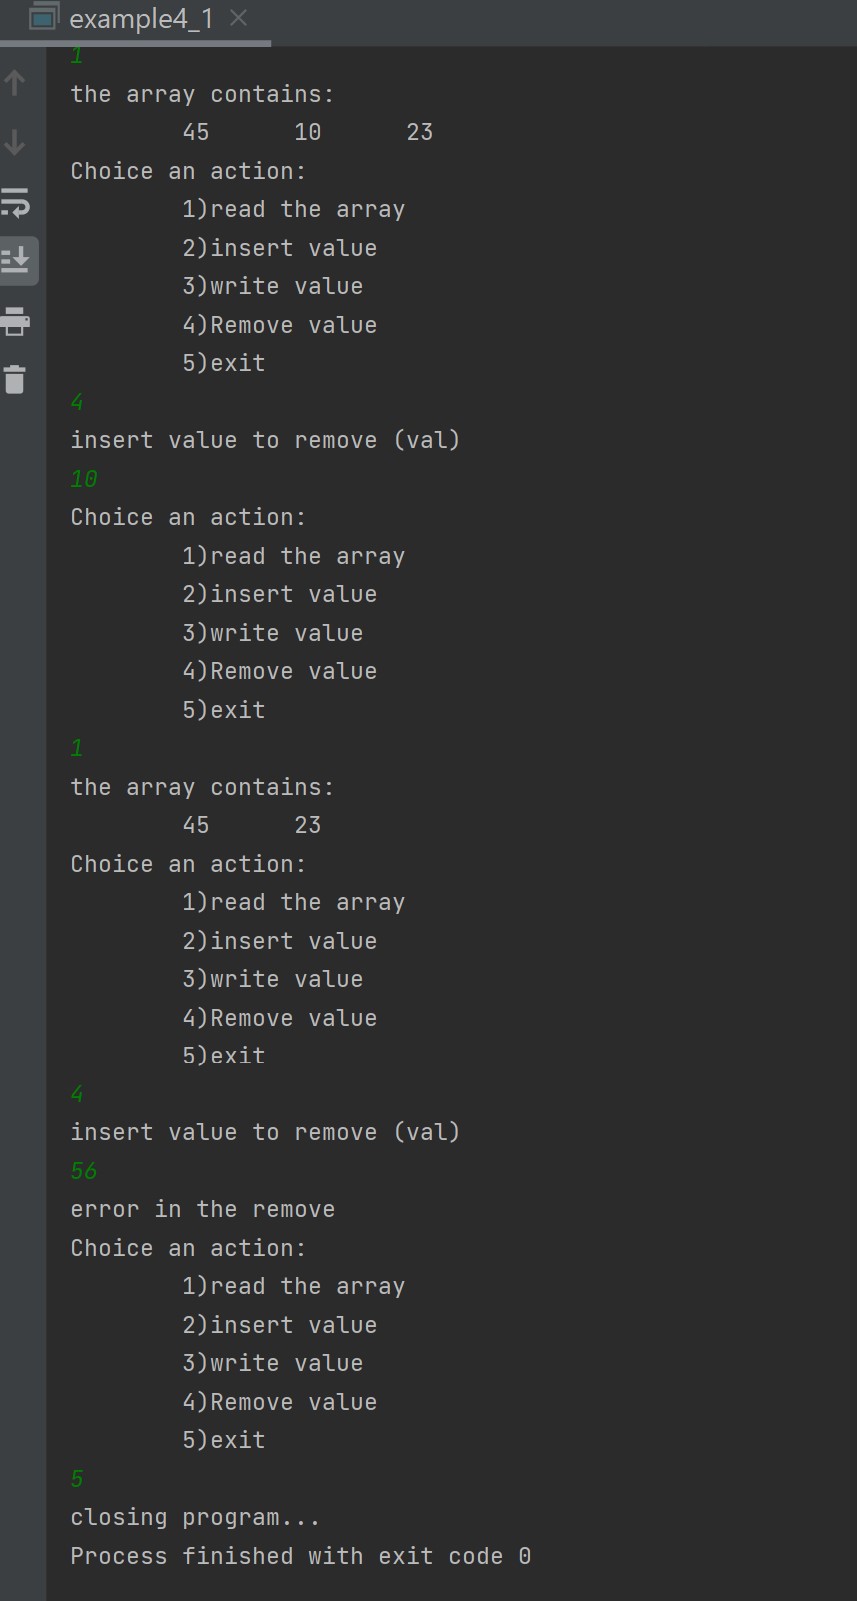 example4_1
1
the array contains:
45 10 23
Choice an action:
1)read the array
2)insert value
3)write value
4)Remove value
5)exit
4
insert value to remove (val)
10
Choice an action:
1)read the array
2)insert value
3)write value
4)Remove value
5)exit
1
the array contains:
45 23
Choice an action:
1)read the array
2)insert value
3)write value
4)Remove value
5)exit
4
insert value to remove (val)
56
error in the remove
Choice an action:
1)read the array
2)insert value
3)write value
4)Remove value
5)exit
5
closing program...
Process finished with exit code 0